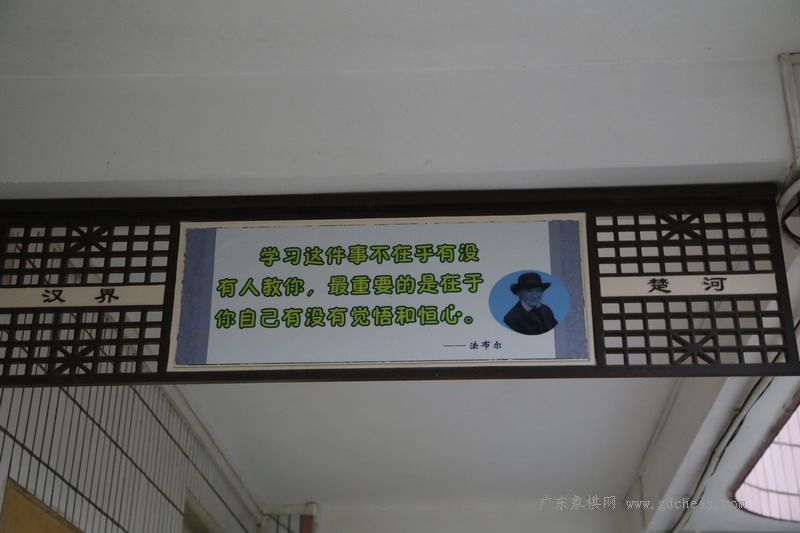 学习这件事不在乎有没
有人教你，最重要的是在于
你自己有没有觉悟和恒心。
——法布尔
汉界
楚河
广东象棋网 www.gdchess.com